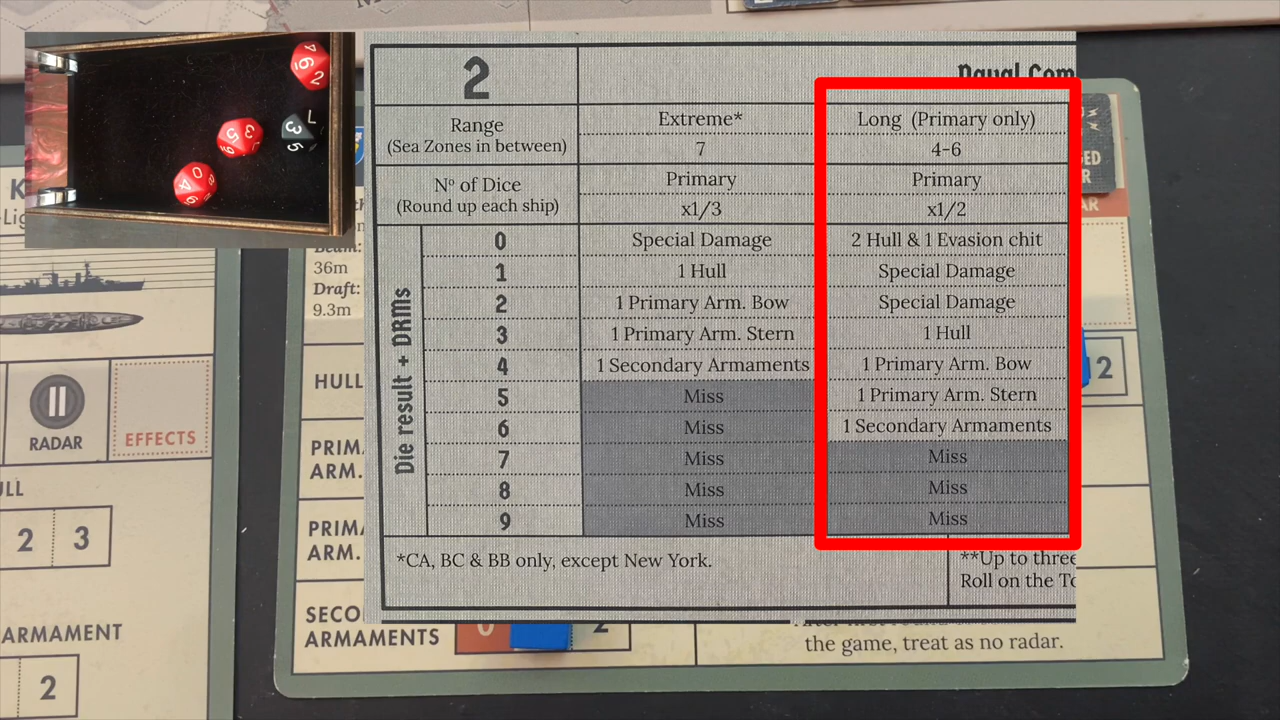 2
Range
(Sea Zones in between)
Extreme*
7
Long (Primary only)
4-6
Nº of Dice
(Round up each ship)
Primary
x1/3
Primary
x1/2
Die result + DRMs
0 Special Damage 2 Hull & 1 Evasion chit
1 1 Hull Special Damage
2 1 Primary Arm. Bow Special Damage
3 1 Primary Arm. Stern 1 Hull
4 1 Secondary Armaments 1 Primary Arm. Bow
5 Miss 1 Primary Arm. Stern
6 Miss 1 Secondary Armaments
7 Miss Miss
8 Miss Miss
9 Miss Miss
*CA, BC & BB only, except New York.
**Up to three
Roll on the
36m
Draft:
9.3m
HULL
2
PRIM
ARM.
PRIM
ARM.
SECO
ARMAMENTS
0 2
the game, treat as no radar.
RADAR
EFFECTS
2 3
ARMAMENT
2